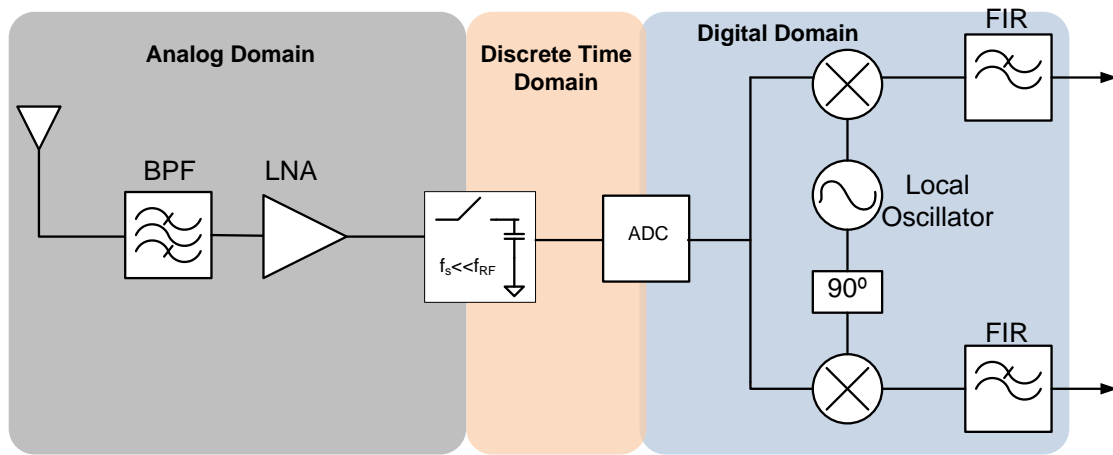 Analog Domain
Discrete Time
Domain
Digital Domain
FIR
BPF
LNA
fs<<fRF
ADC
Local
Oscillator
90º
FIR